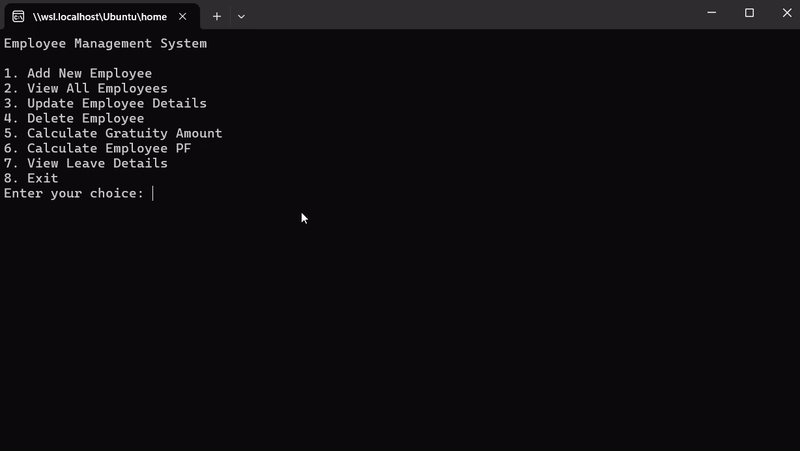 \\wsl.localhost\Ubuntu\home
Employee Management System
1. Add New Employee
2. View All Employees
3. Update Employee Details
4. Delete Employee
5. Calculate Gratuity Amount
6. Calculate Employee PF
7. View Leave Details
8. Exit
Enter your choice: